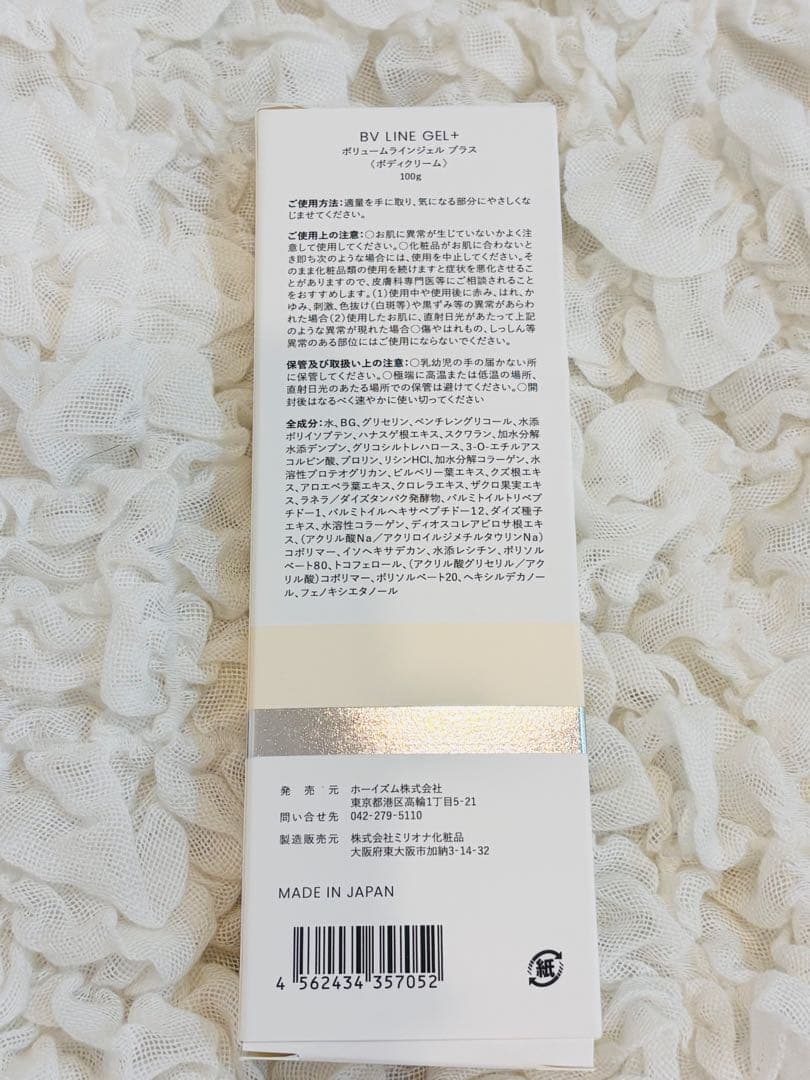 BV LINE GEL+
ボリュームラインジェル プラス
〈ボディクリーム〉
100g
ご使用方法：適量を手に取り、気になる部分にやさしくな
じませてください。
ご使用上の注意：○お肌に異常が生じていないかよく注
意して使用してください。○化粧品がお肌に合わないと
き即ち次のような場合には、使用を中止してください。そ
のまま化粧品類の使用を続けますと症状を悪化させるこ
とがありますので、皮膚科専門医等にご相談されること
をおすすめします。(1)使用中や使用後に赤み、はれ、か
ゆみ、刺激、色抜け(白斑等)や黒ずみ等の異常があらわ
れた場合(2)使用したお肌に、直射日光があたって上記
のような異常が現れた場合○傷やはれもの、しっしん等
異常のある部位にはご使用にならないでください。
保管及び取扱い上の注意：○乳幼児の手の届かない所
に保管してください。○極端に高温または低温の場所、
直射日光のあたる場所での保管は避けてください。○開
封後はなるべく速やかに使い切ってください
全成分：水、BG、グリセリン、ペンチレングリコール、水添
ポリイソブテン、ハナスゲ根エキス、スクワラン、加水分解
水添デンプン、グリコシルトレハロース、3-O-エチルアス
コルビン酸、プロリン、リシンHCl、加水分解コラーゲン、水
溶性プロテオグリカン、ビルベリー葉エキス、クズ根エキ
ス、アロエベラ葉エキス、クロレラエキス、ザクロ果実エキ
ス、ラネラ／ダイズタンパク発酵物、パルミトイルトリペプ
チド-1、パルミトイルヘキサペプチド-12、ダイズ種子
エキス、水溶性コラーゲン、ディオスコレアビロサ根エキ
ス、(アクリル酸Na／アクリロイルジメチルタウリンNa)
コポリマー、イソヘキサデカン、水添レシチン、ポリソル
ベート80、トコフェロール、(アクリル酸グリセリル／アク
リル酸)コポリマー、ポリソルベート20、ヘキシルデカノー
ル、フェノキシエタノール
発売元 ホーイズム株式会社
東京都港区高輪1丁目5-21
問い合せ先 042-279-5110
製造販売元 株式会社ミリオナ化粧品
大阪府東大阪市加納3-14-32
MADE IN JAPAN
4 562434 357052
紙